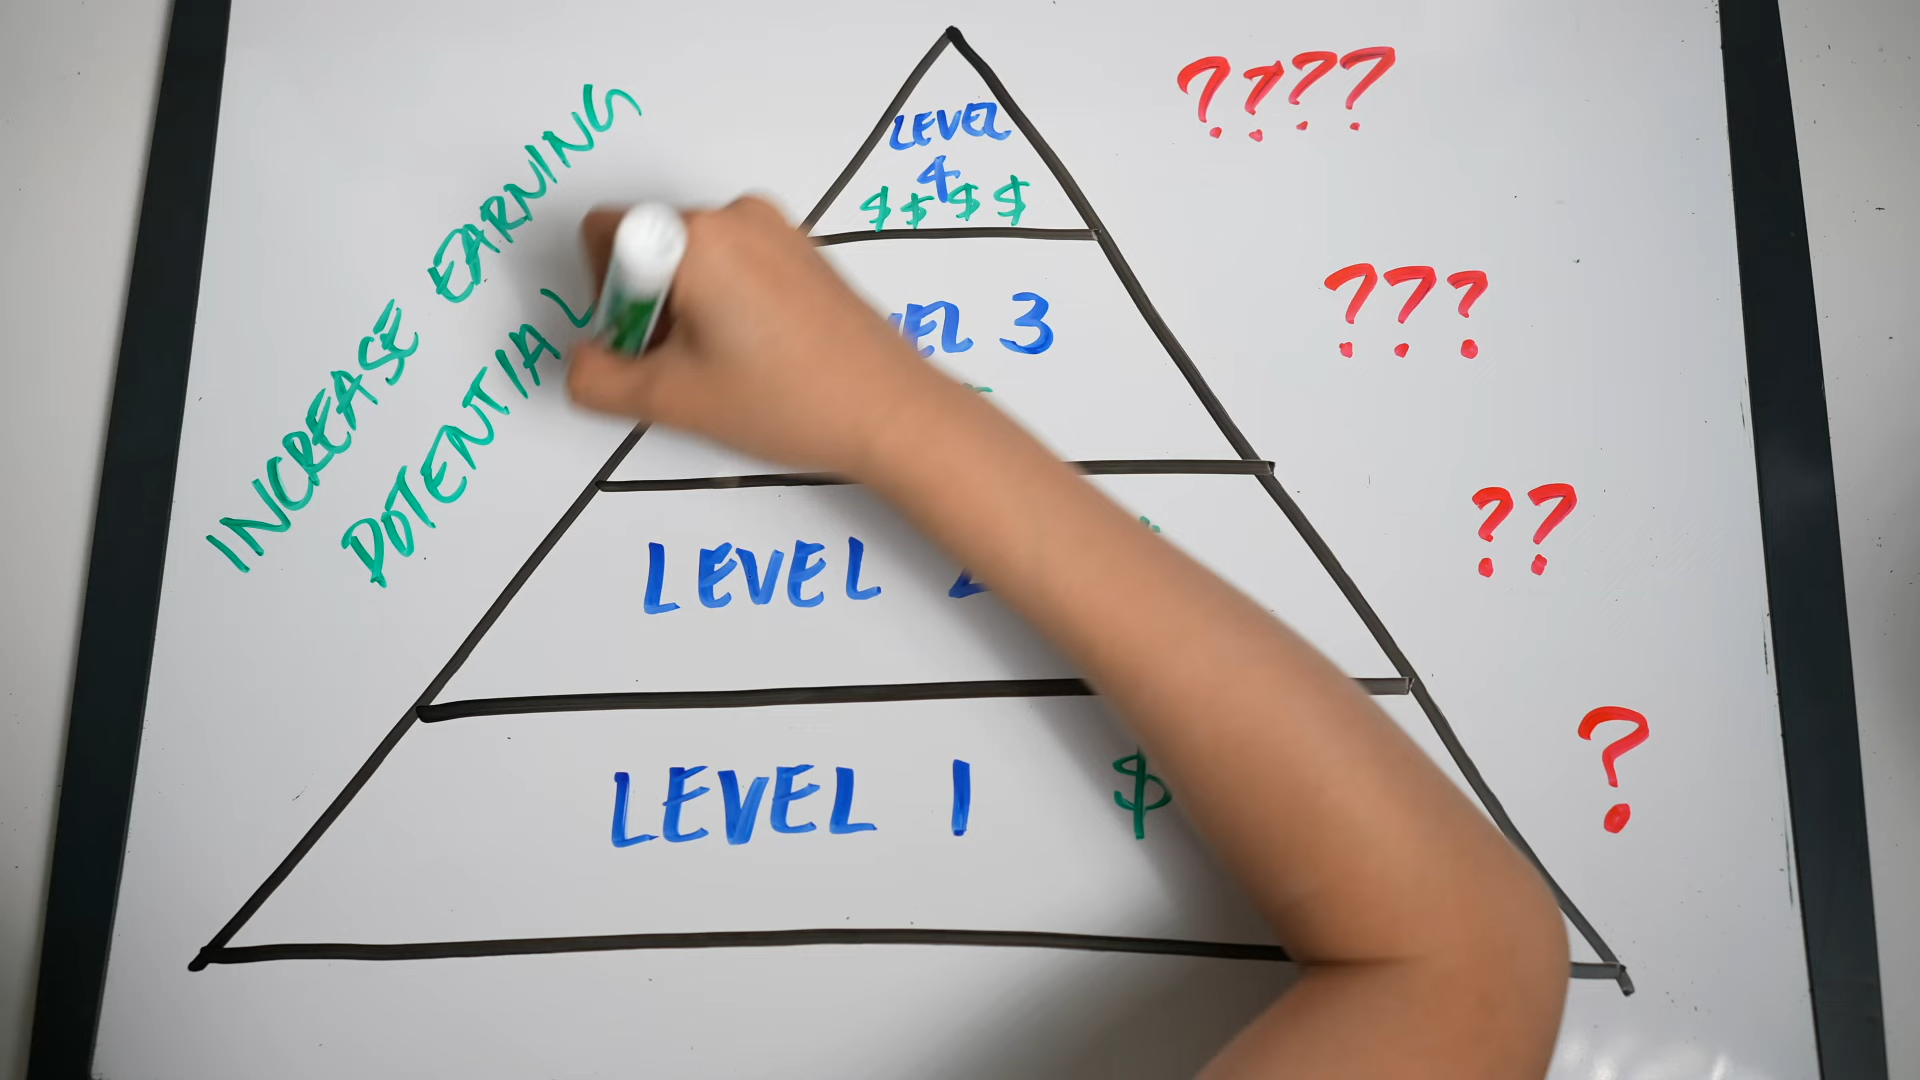 INCREASE EARNING
POTENTIAL
LEVEL
4
$ $ $ $
????
3
???
LEVEL
??
LEVEL 1 $
?